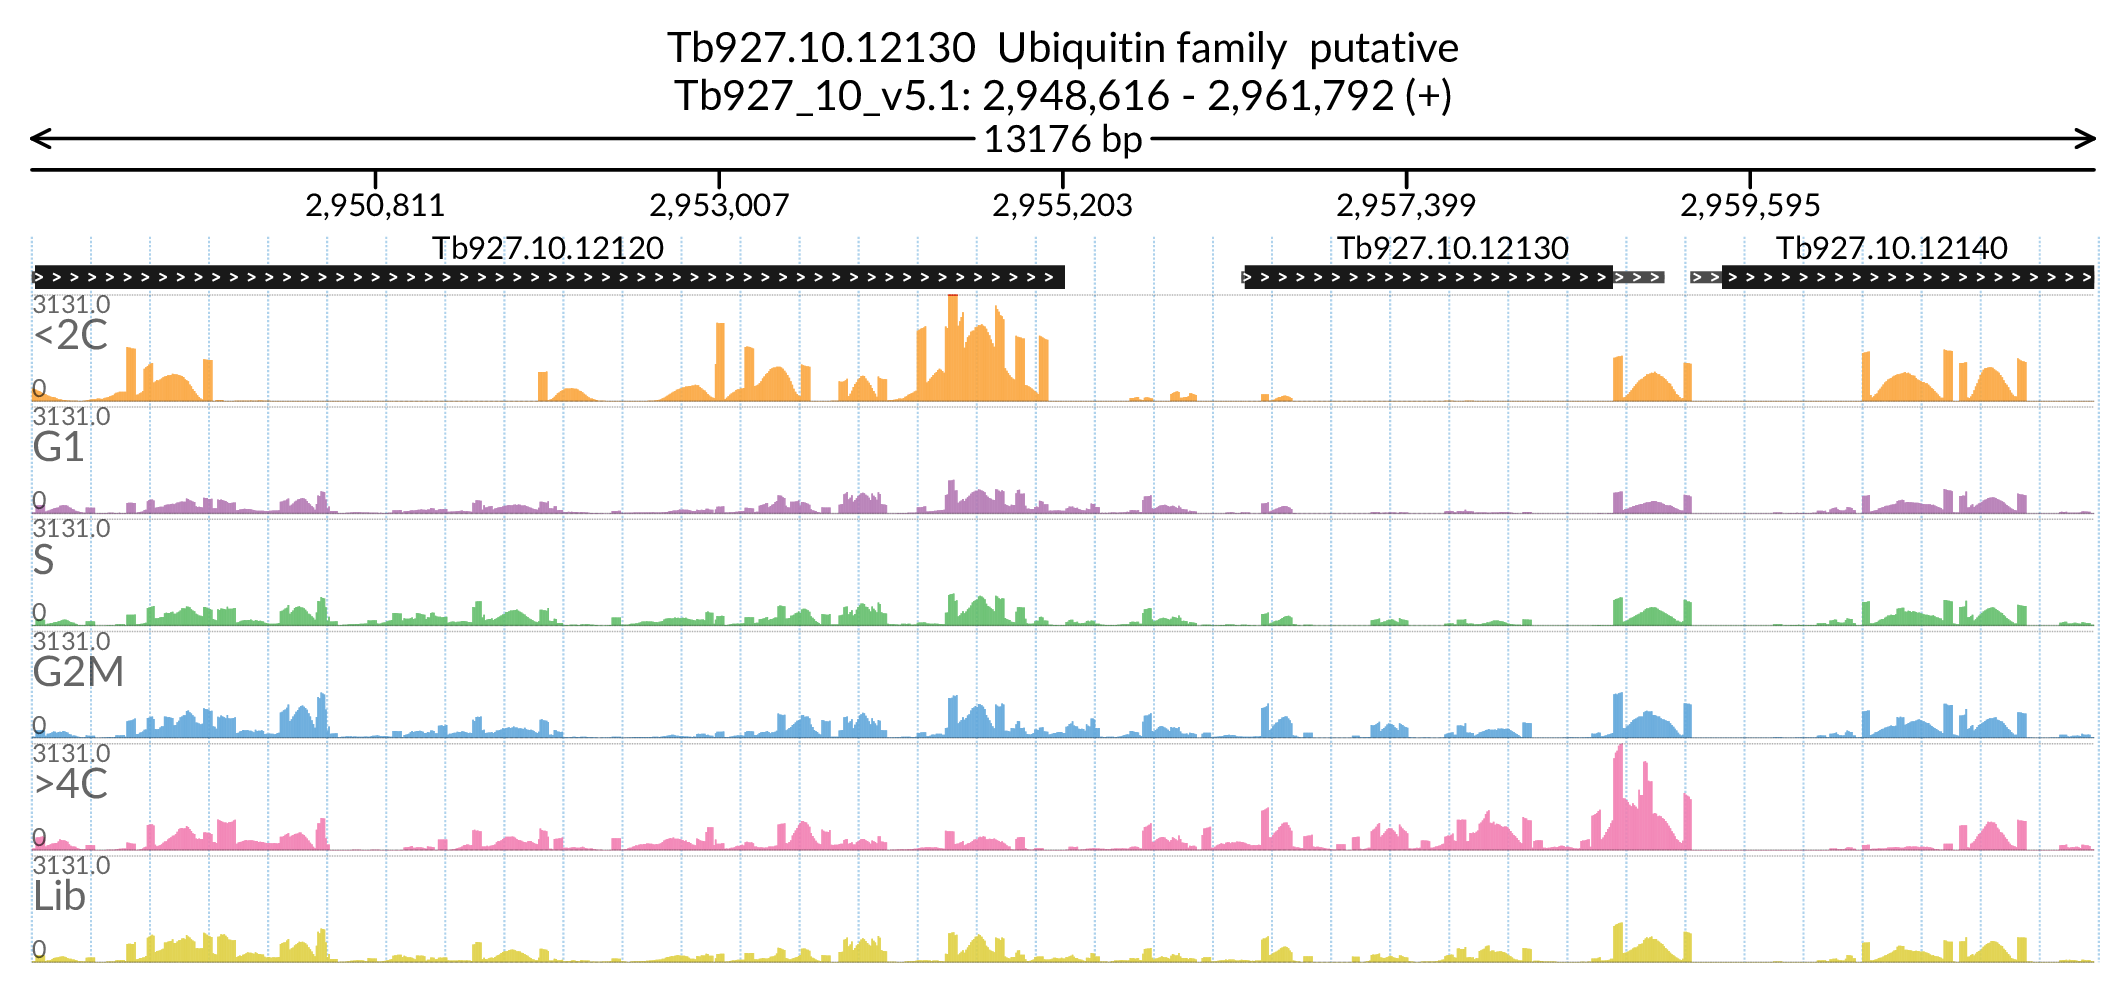 Tb927.10.12130  Ubiquitin family  putative
Tb927_10_v5.1: 2,948,616 - 2,961,792 (+)
13176 bp
2,950,811 2,953,007 2,955,203 2,957,399 2,959,595
Tb927.10.12120 Tb927.10.12130 Tb927.10.12140
3131.0
<2C
0
3131.0
G1
0
3131.0
S
0
3131.0
G2M
0
3131.0
>4C
0
3131.0
Lib
0